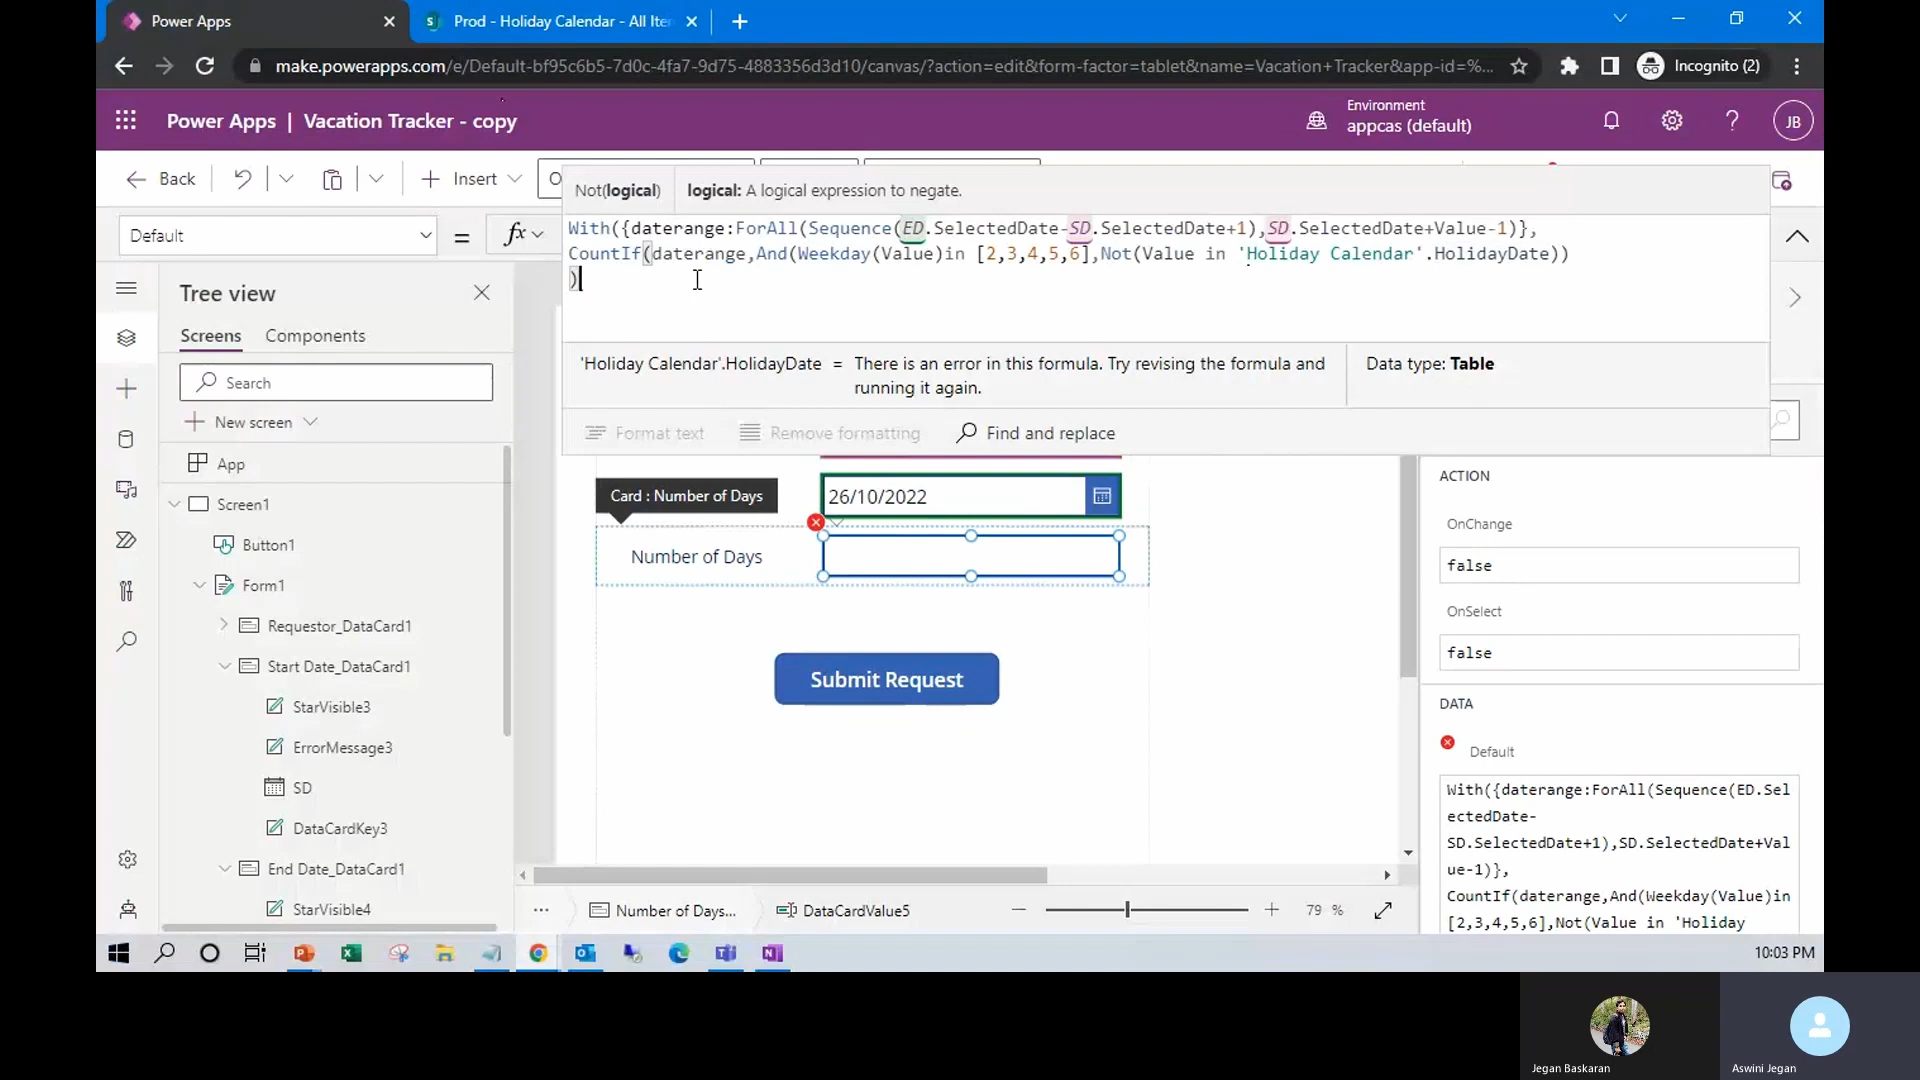 Power Apps
Prod - Holiday Calendar - All Ite
make.powerapps.com/e/Default-bf95c6b5-7d0c-4fa7-9d75-4883356d3d10/canvas/?action=edit&form-factor=tablet&name=Vacation+Tracker&app-id=%...
Incognito (2)
Power Apps | Vacation Tracker - copy
Environment
appcas (default)
JB
Back
Insert
Not(logical)
logical: A logical expression to negate.
Default
=
fx
With({daterange:ForAll(Sequence(ED.SelectedDate-SD.SelectedDate+1),SD.SelectedDate+Value-1)},
CountIf(daterange,And(Weekday(Value)in [2,3,4,5,6],Not(Value in 'Holiday Calendar'.HolidayDate))
)
'Holiday Calendar'.HolidayDate = There is an error in this formula. Try revising the formula and
running it again.
Data type: Table
Format text
Remove formatting
Find and replace
Tree view
Screens
Components
Search
New screen
App
Screen1
Button1
Form1
Requestor_DataCard1
Start Date_DataCard1
StarVisible3
ErrorMessage3
SD
DataCardKey3
End Date_DataCard1
StarVisible4
Card : Number of Days
26/10/2022
Number of Days
Submit Request
Number of Days...
DataCardValue5
79 %
ACTION
OnChange
false
OnSelect
false
DATA
Default
With({daterange:ForAll(Sequence(ED.Sel
ectedDate-
SD.SelectedDate+1),SD.SelectedDate+Val
ue-1)},
CountIf(daterange,And(Weekday(Value)in
[2,3,4,5,6],Not(Value in 'Holiday
10:03 PM
Jegan Baskaran
Aswini Jegan